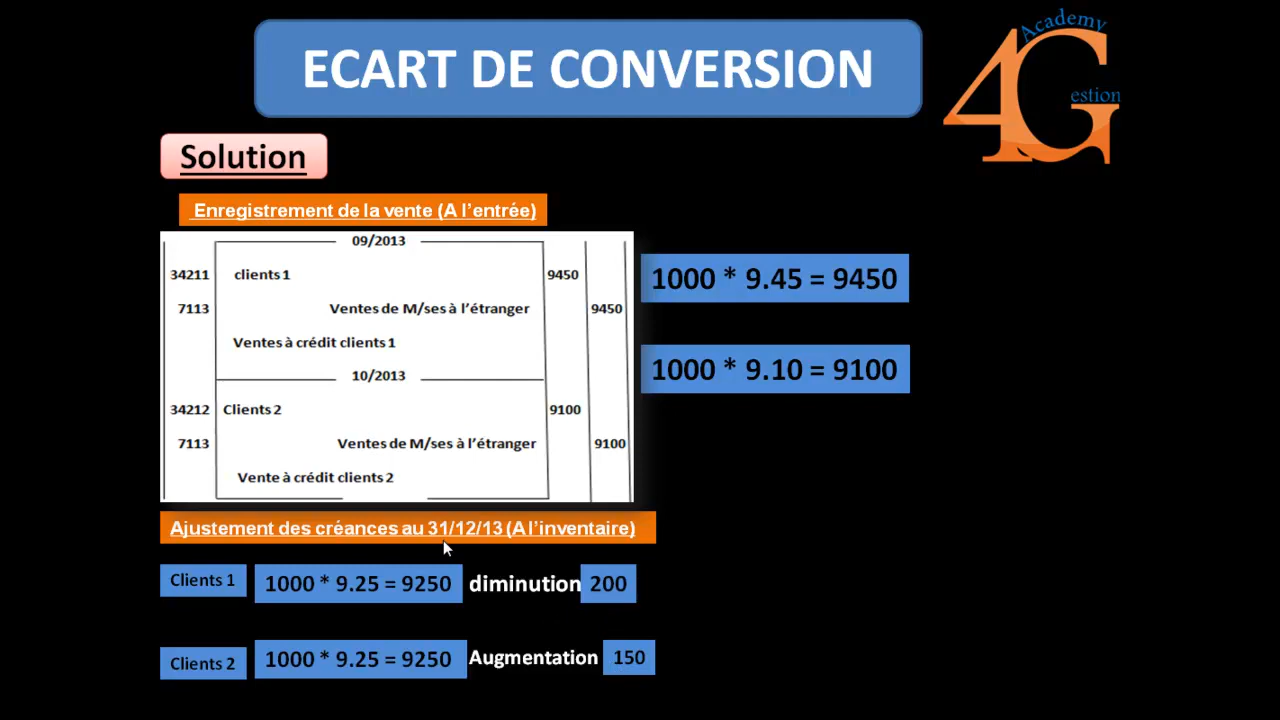 Academy
4G
estion
ECART DE CONVERSION
Solution
Enregistrement de la vente (A l’entrée)
09/2013
34211 clients 1 9450
7113 Ventes de M/ses à l’étranger 9450
Ventes à crédit clients 1
10/2013
34212 Clients 2 9100
7113 Ventes de M/ses à l’étranger 9100
Vente à crédit clients 2
1000 * 9.45 = 9450
1000 * 9.10 = 9100
Ajustement des créances au 31/12/13 (A l’inventaire)
Clients 1 1000 * 9.25 = 9250 diminution 200
Clients 2 1000 * 9.25 = 9250 Augmentation 150